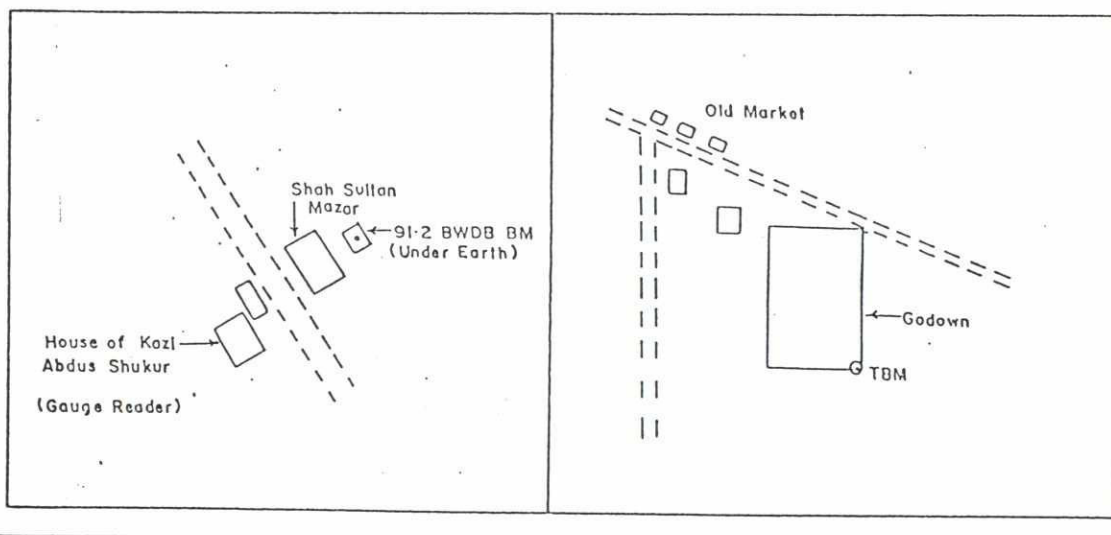 Shah Sultan
Mazar
91-2 BWDB BM
(Under Earth)
House of Kazi
Abdus Shukur
(Gauge Reader)
Old Market
Godown
TBM